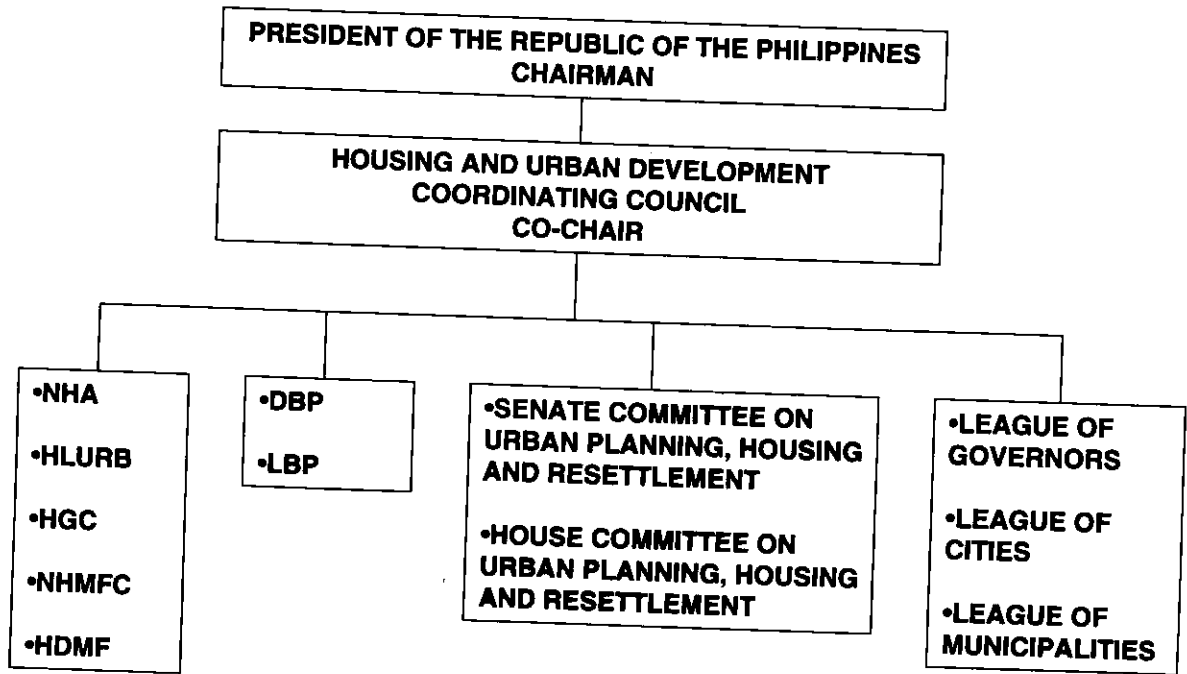 PRESIDENT OF THE REPUBLIC OF THE PHILIPPINES
CHAIRMAN
HOUSING AND URBAN DEVELOPMENT
COORDINATING COUNCIL
CO-CHAIR
•NHA
•HLURB
•HGC
•NHMFC
•HDMF
•DBP
•LBP
•SENATE COMMITTEE ON
URBAN PLANNING, HOUSING
AND RESETTLEMENT
•HOUSE COMMITTEE ON
URBAN PLANNING, HOUSING
AND RESETTLEMENT
•LEAGUE OF
GOVERNORS
•LEAGUE OF
CITIES
•LEAGUE OF
MUNICIPALITIES